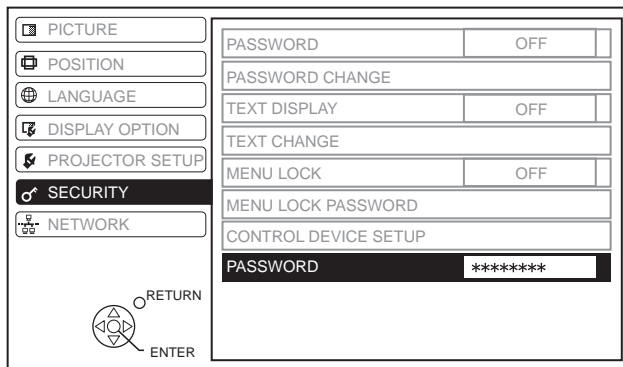 PICTURE
POSITION
LANGUAGE
DISPLAY OPTION
PROJECTOR SETUP
SECURITY
NETWORK
RETURN
ENTER
PASSWORD OFF
PASSWORD CHANGE
TEXT DISPLAY OFF
TEXT CHANGE
MENU LOCK OFF
MENU LOCK PASSWORD
CONTROL DEVICE SETUP
PASSWORD ********